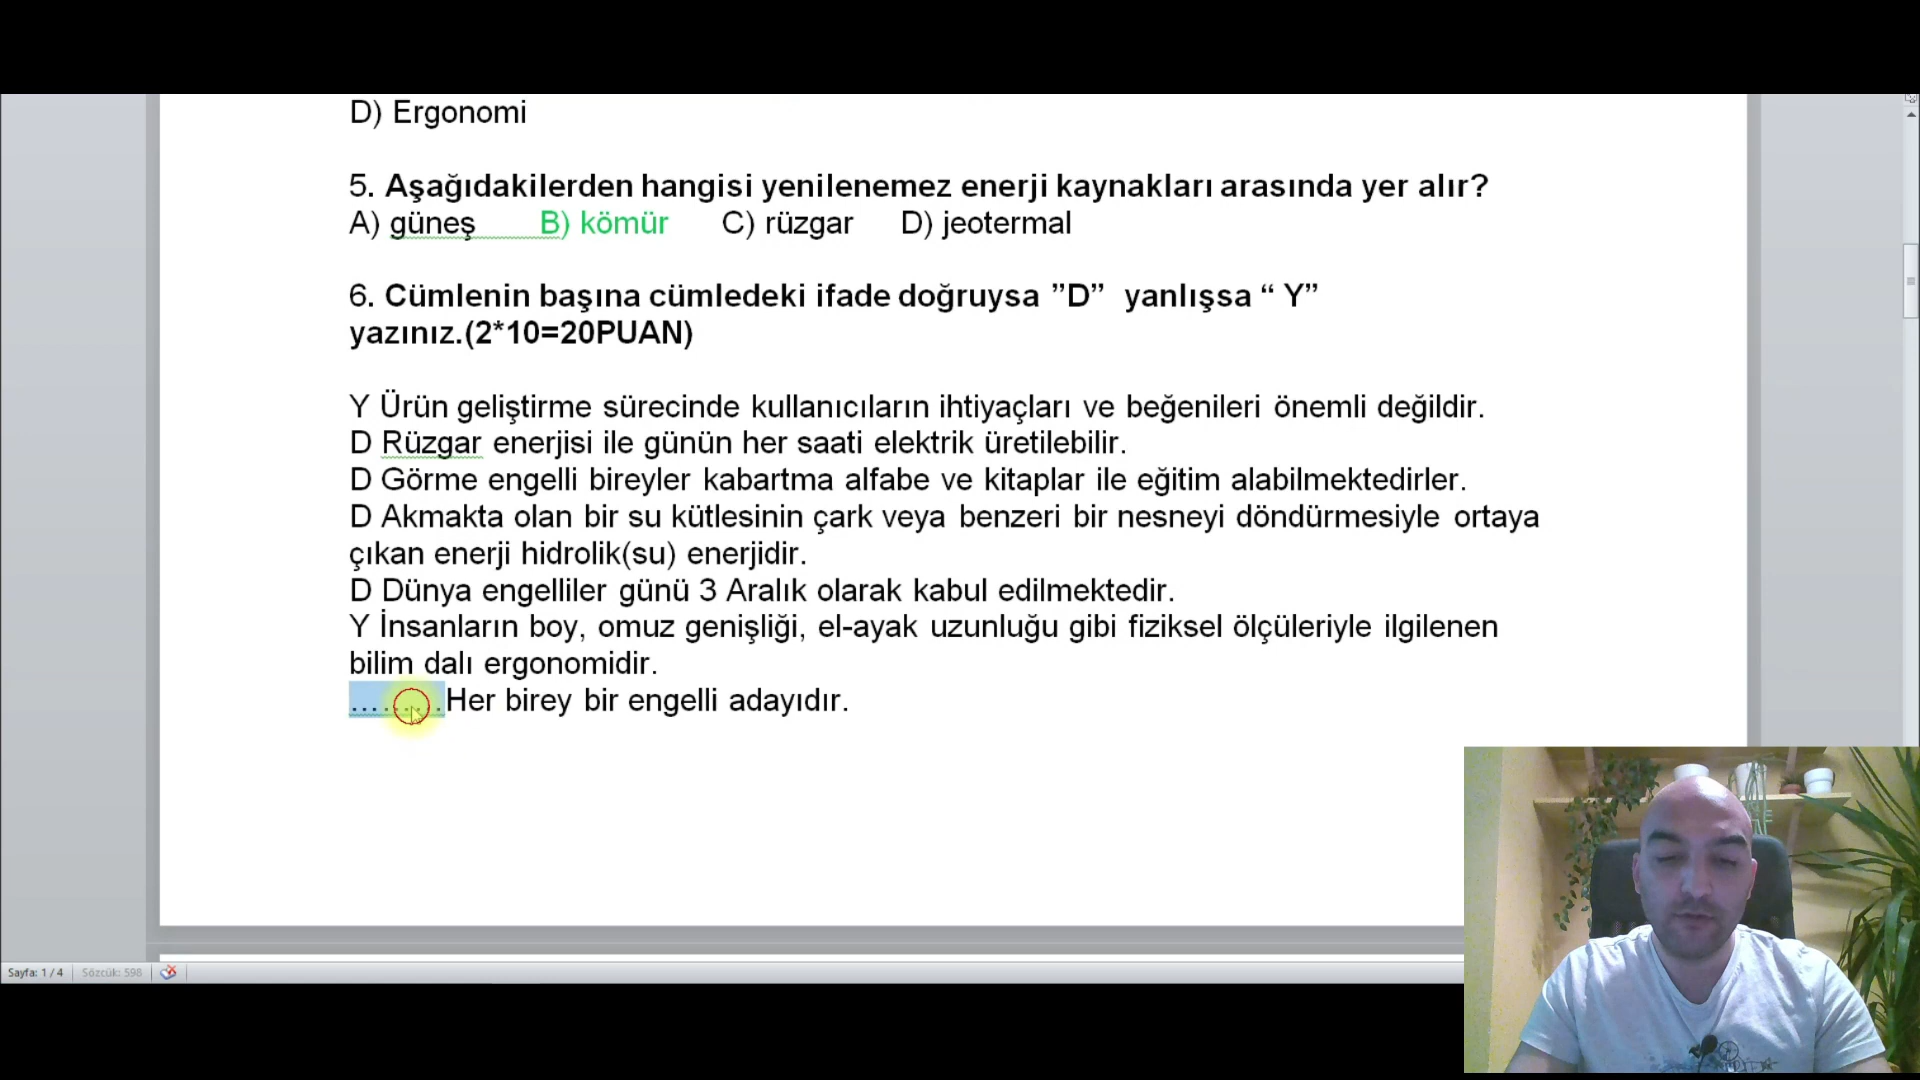 D) Ergonomi
5. Aşağıdakilerden hangisi yenilenemez enerji kaynakları arasında yer alır?
A) güneş B) kömür C) rüzgar D) jeotermal
6. Cümlenin başına cümledeki ifade doğruysa ”D” yanlışsa “ Y”
yazınız.(2*10=20PUAN)
Y Ürün geliştirme sürecinde kullanıcıların ihtiyaçları ve beğenileri önemli değildir.
D Rüzgar enerjisi ile günün her saati elektrik üretilebilir.
D Görme engelli bireyler kabartma alfabe ve kitaplar ile eğitim alabilmektedirler.
D Akmakta olan bir su kütlesinin çark veya benzeri bir nesneyi döndürmesiyle ortaya
çıkan enerji hidrolik(su) enerjidir.
D Dünya engelliler günü 3 Aralık olarak kabul edilmektedir.
Y İnsanların boy, omuz genişliği, el-ayak uzunluğu gibi fiziksel ölçüleriyle ilgilenen
bilim dalı ergonomidir.
.........Her birey bir engelli adayıdır.
Sayfa: 1 / 4 Sözcük: 598